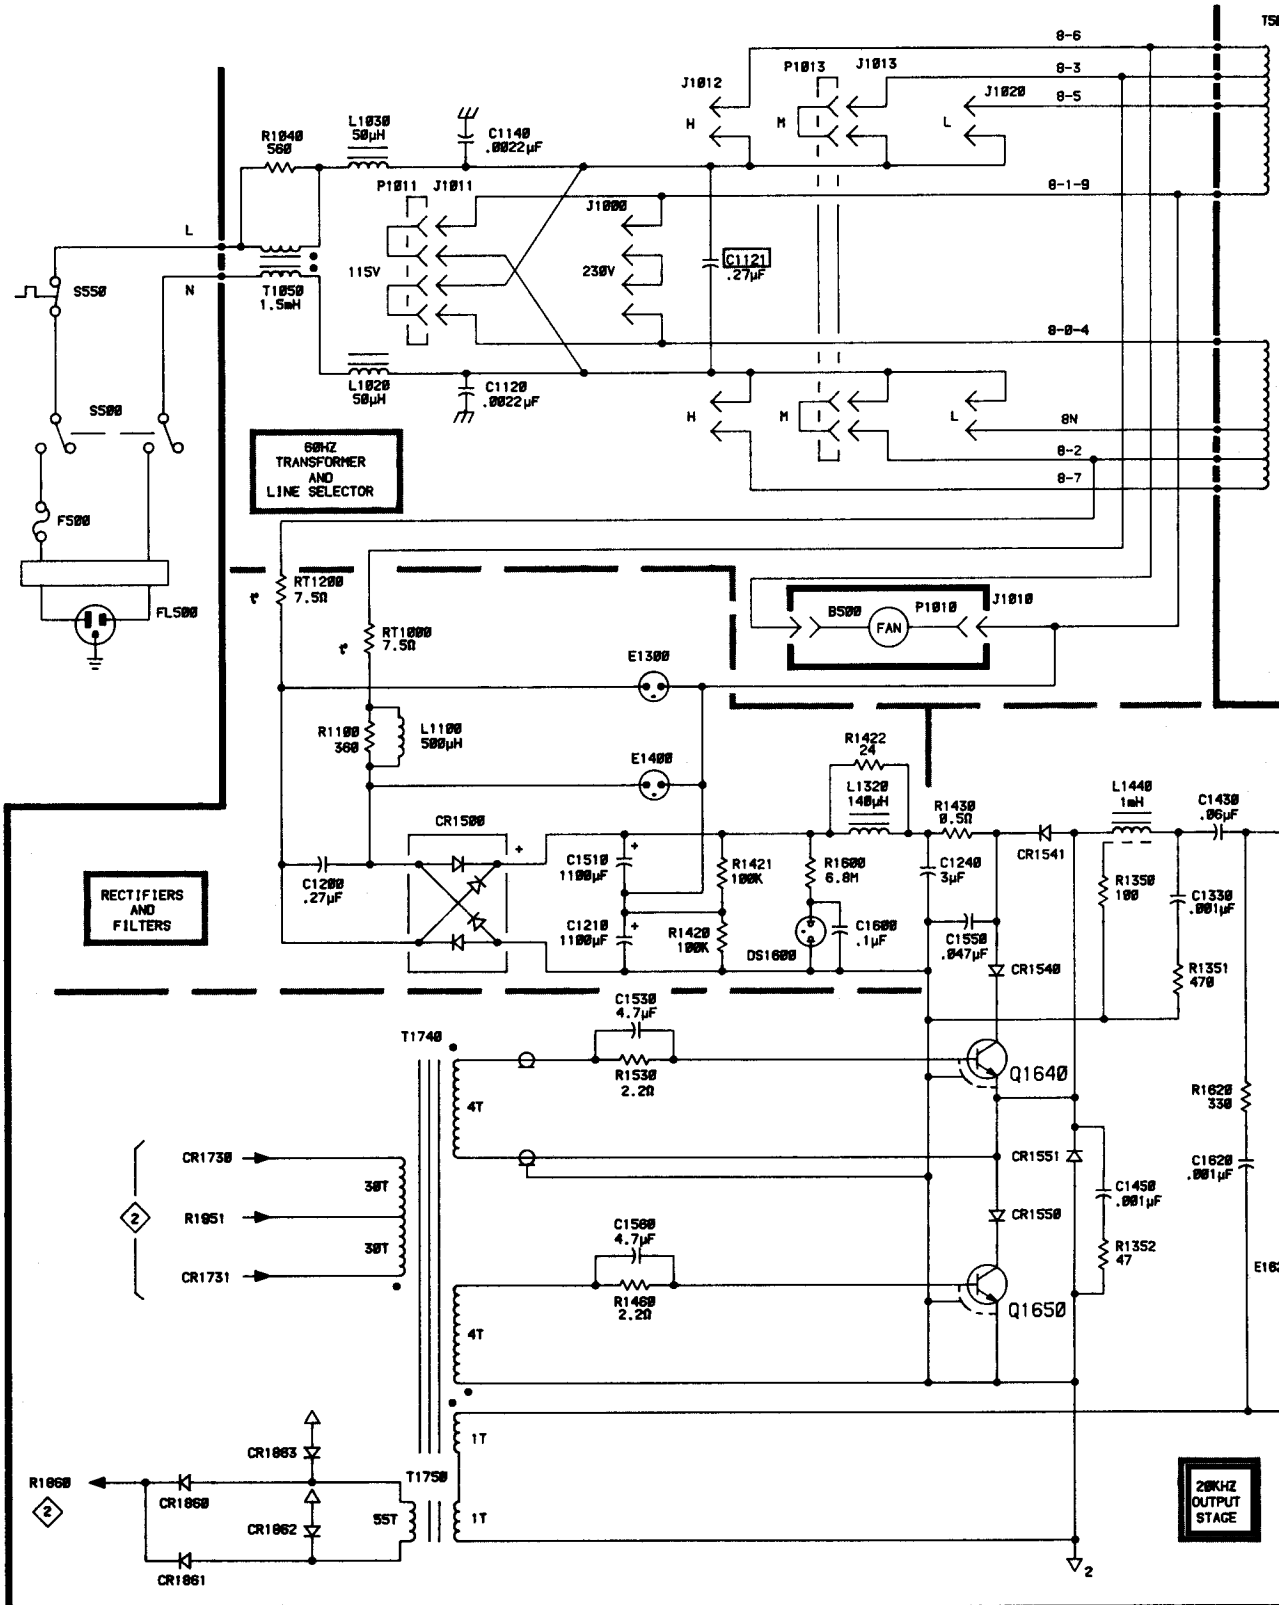 T50
8-6
8-3
8-5
8-1-9
8-0-4
8N
8-2
8-7
J1012
P1013
J1013
J1020
H
M
L
R1040
560
L1030
50µH
C1140
.0022µF
P1011
J1011
J1000
115V
230V
C1121
.27µF
L
N
S550
T1050
1.5mH
L1020
50µH
C1120
.0022µF
H
M
L
S500
F500
FL500
60HZ
TRANSFORMER
AND
LINE SELECTOR
RT1200
7.5Ω
t°
RT1000
7.5Ω
t°
B500
FAN
P1010
J1010
E1300
R1100
360
L1100
500µH
E1400
R1422
24
L1320
140µH
R1430
0.5Ω
L1440
1mH
C1430
.06µF
CR1500
+
C1200
.27µF
C1510
1100µF
+
C1210
1100µF
+
R1421
100K
R1420
100K
R1600
6.8M
DS1600
C1600
.1µF
C1240
3µF
C1550
.047µF
CR1541
CR1540
R1350
100
C1330
.001µF
R1351
470
RECTIFIERS
AND
FILTERS
T1740
C1530
4.7µF
R1530
2.2Ω
Q1640
4T
CR1730
30T
R1951
30T
CR1731
2
C1560
4.7µF
R1460
2.2Ω
4T
CR1551
CR1550
Q1650
C1450
.001µF
R1352
47
R1620
330
C1620
.001µF
E162
1T
T1750
1T
55T
CR1863
R1860
2
CR1860
CR1862
CR1861
2
20KHZ
OUTPUT
STAGE